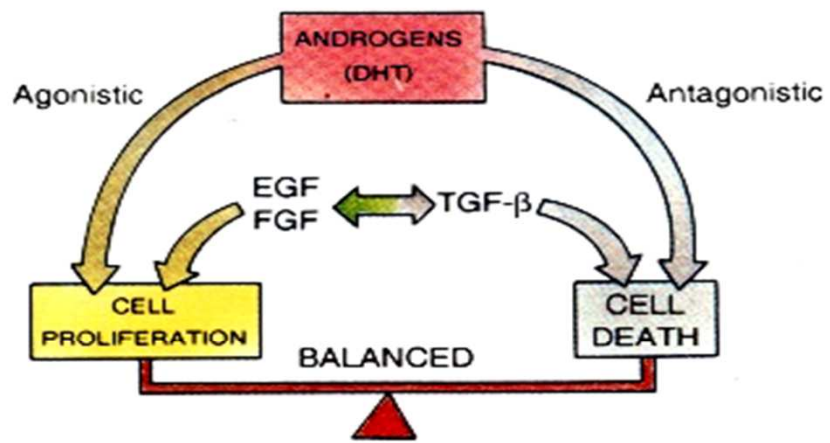 ANDROGENS
(DHT)
Agonistic
Antagonistic
EGF
FGF
TGF-β
CELL
PROLIFERATION
CELL
DEATH
BALANCED